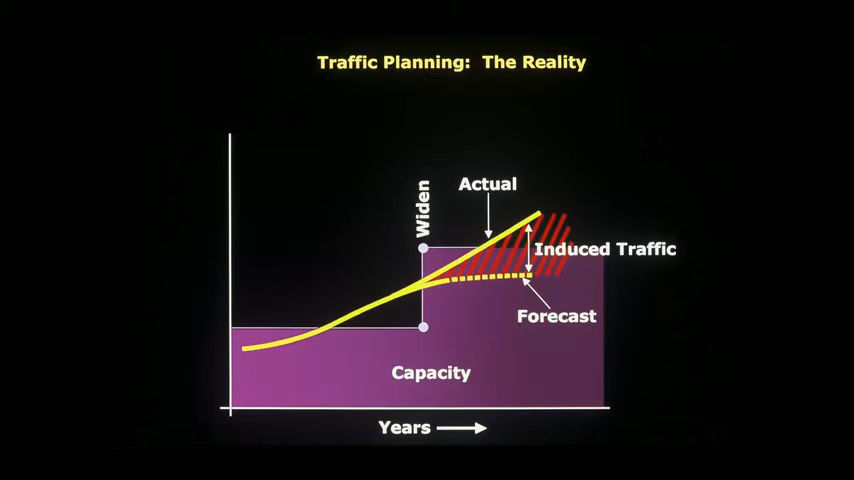 Traffic Planning: The Reality
Widen
Actual
Induced Traffic
Forecast
Capacity
Years